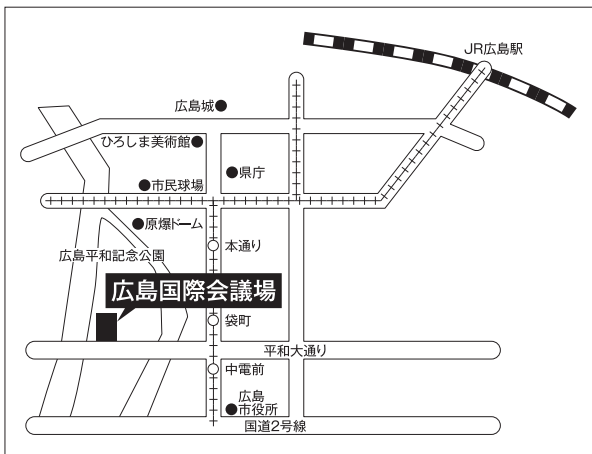 JR広島駅
広島城
ひろしま美術館
県庁
市民球場
原爆ドーム
本通り
広島平和記念公園
広島国際会議場
袋町
平和大通り
中電前
広島
市役所
国道2号線